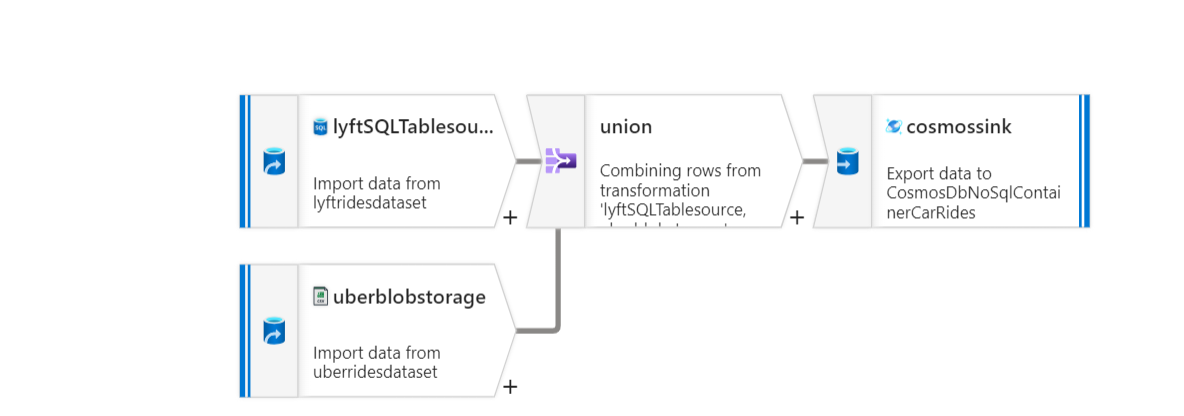 lyftSQLTablesou...
Import data from
lyftridesdataset
+
union
Combining rows from
transformation
'lyftSQLTablesource,
+
cosmossink
Export data to
CosmosDbNoSqlContai
nerCarRides
uberblobstorage
Import data from
uberridesdataset
+